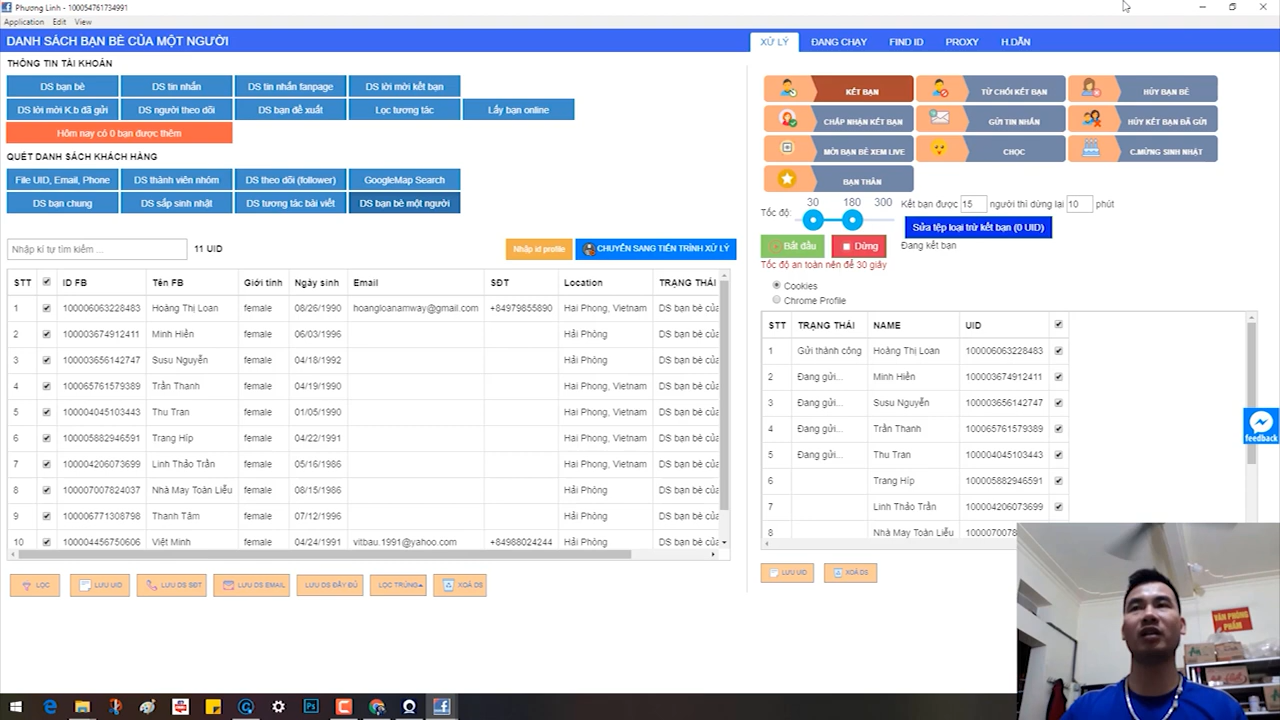 Phương Linh - 100054761734991
Application Edit View
DANH SÁCH BẠN BÈ CỦA MỘT NGƯỜI
XỬ LÝ ĐANG CHẠY FIND ID PROXY H.DẪN
THÔNG TIN TÀI KHOẢN
DS bạn bè DS tin nhắn DS tin nhắn fanpage DS lời mời kết bạn
DS lời mời K.b đã gửi DS người theo dõi DS bạn đề xuất Lọc tương tác Lấy bạn online
Hôm nay có 0 bạn được thêm
QUÉT DANH SÁCH KHÁCH HÀNG
File UID, Email, Phone DS thành viên nhóm DS theo dõi (follower) GoogleMap Search
DS bạn chung DS sắp sinh nhật DS tương tác bài viết DS bạn bè một người
KẾT BẠN TỪ CHỐI KẾT BẠN HỦY BẠN BÈ
CHẤP NHẬN KẾT BẠN GỬI TIN NHẮN HỦY KẾT BẠN ĐÃ GỬI
MỜI BẠN BÈ XEM LIVE CHỌC C.MỪNG SINH NHẬT
BẠN THÂN
Tốc độ: 30 180 300 Kết bạn được 15 người thì dừng lại 10 phút
Sửa tệp loại trừ kết bạn (0 UID)
Bắt đầu Dừng Đang kết bạn
Tốc độ an toàn nên để 30 giây
Cookies
Chrome Profile
Nhập kí tự tìm kiếm .... 11 UID Nhập id profile CHUYỂN SANG TIẾN TRÌNH XỬ LÝ
STT ID FB Tên FB Giới tính Ngày sinh Email SĐT Location TRẠNG THÁI
1 100006063228483 Hoàng Thị Loan female 08/26/1990 hoangloanamway@gmail.com +84979855890 Hai Phong, Vietnam DS bạn bè của
2 100003674912411 Minh Hiền female 06/03/1996 Hải Phòng DS bạn bè của
3 100003656142747 Susu Nguyễn female 04/18/1992 Hải Phòng DS bạn bè của
4 100065761579389 Trần Thanh female 04/19/1990 Hai Phong, Vietnam DS bạn bè của
5 100004045103443 Thu Tran female 01/05/1990 Hai Phong, Vietnam DS bạn bè của
6 100005882946591 Trang Híp female 04/22/1991 Hai Phong, Vietnam DS bạn bè của
7 100004206073699 Linh Thảo Trần female 05/16/1986 Hai Phong, Vietnam DS bạn bè của
8 100007007824037 Nhà May Toàn Liễu female 08/15/1986 Hải Phòng DS bạn bè của
9 100006771308798 Thanh Tâm female 07/12/1996 Hải Phòng DS bạn bè của
10 100004456750606 Việt Minh female 04/24/1991 vitbau.1991@yahoo.com +84988024244 Hải Phòng DS bạn bè của
LỌC LƯU UID LƯU DS SĐT LƯU DS EMAIL LƯU DS ĐẦY ĐỦ LỌC TRÙNG XOÁ DS
STT TRẠNG THÁI NAME UID
1 Gửi thành công Hoàng Thị Loan 100006063228483
2 Đang gửi... Minh Hiền 100003674912411
3 Đang gửi... Susu Nguyễn 100003656142747
4 Đang gửi... Trần Thanh 100065761579389
5 Đang gửi... Thu Tran 100004045103443
6 Trang Híp 100005882946591
7 Linh Thảo Trần 100004206073699
8 Nhà May Toàn Liễu 1000070078
LƯU UID XOÁ DS
feedback
VĂN PHÒNG
PHẨM